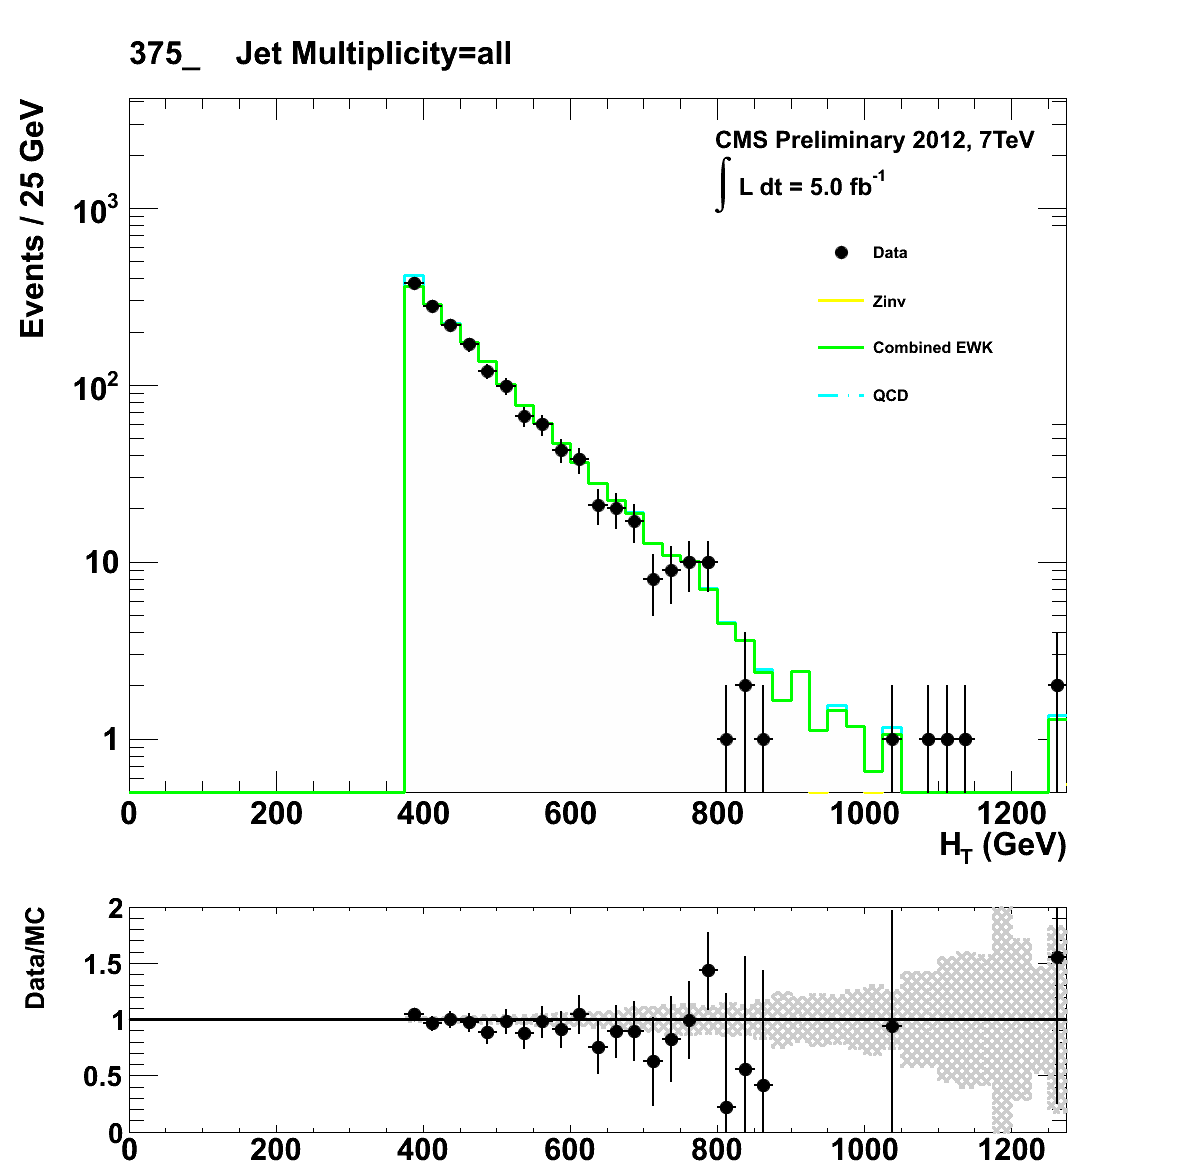 375_ Jet Multiplicity=all
Events / 25 GeV
CMS Preliminary 2012, 7TeV
∫ L dt = 5.0 fb⁻¹
Data
Zinv
Combined EWK
QCD
10³
10²
10
1
0 200 400 600 800 1000 1200
H_T (GeV)
Data/MC
2
1.5
1
0.5
0
0 200 400 600 800 1000 1200